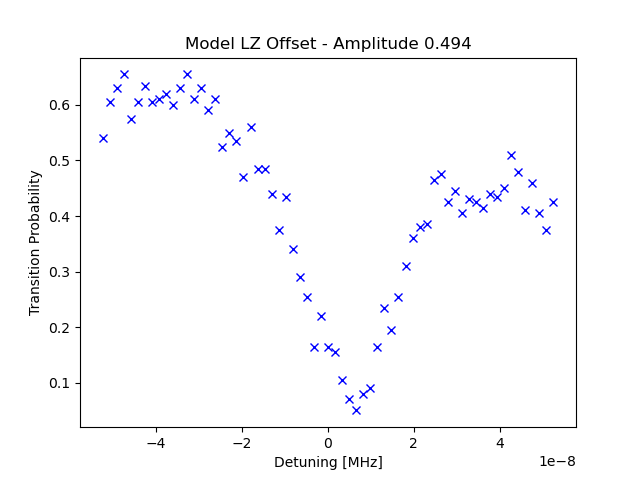 Model LZ Offset - Amplitude 0.494
Transition Probability
0.6
0.5
0.4
0.3
0.2
0.1
−4
−2
0
2
4
1e−8
Detuning [MHz]